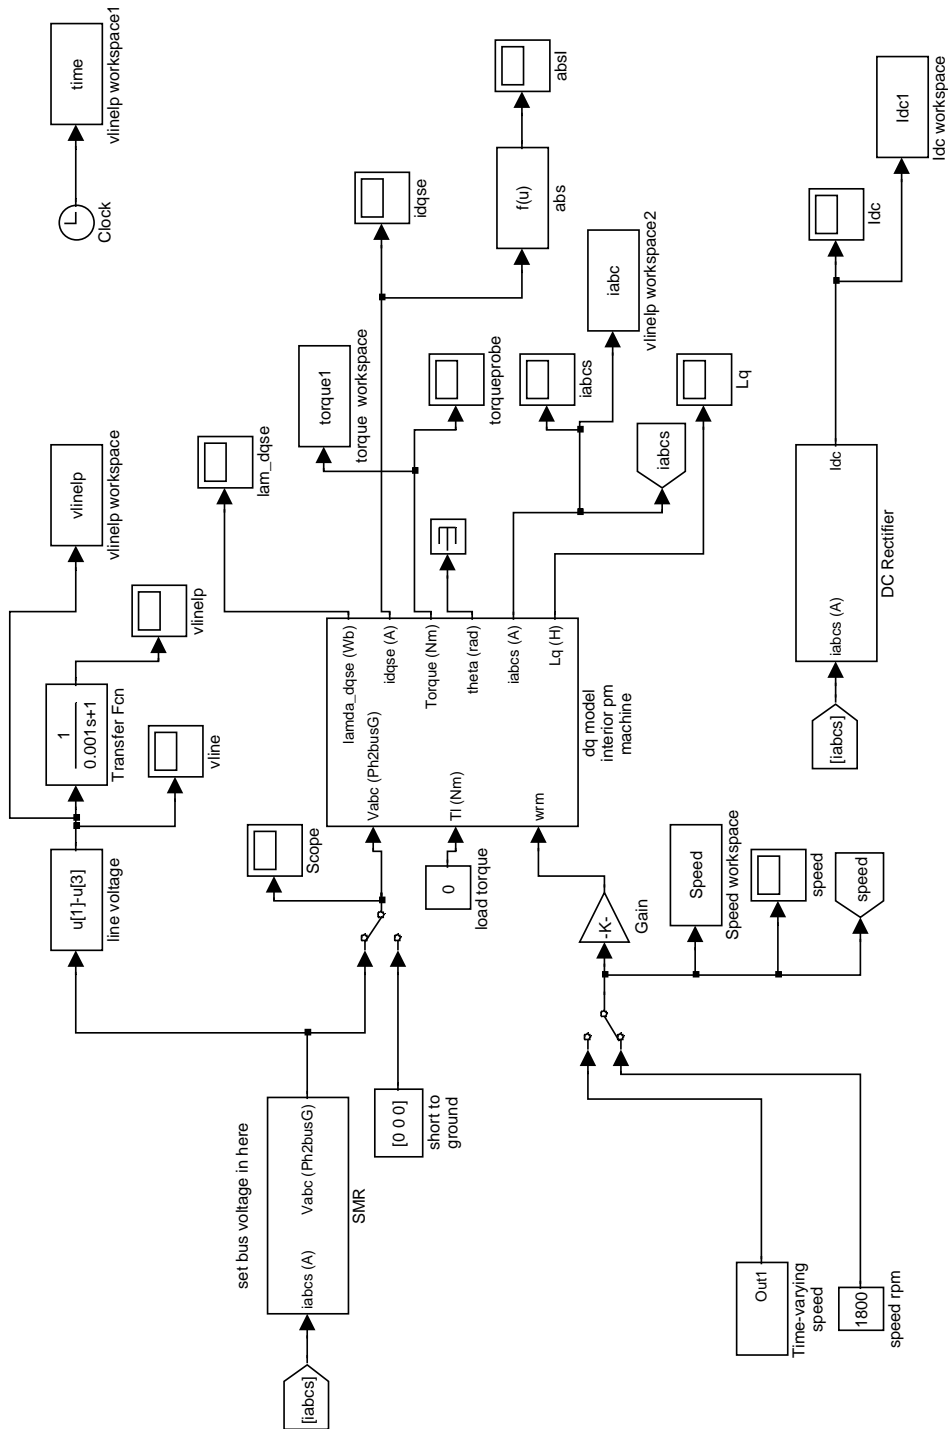 Clock
time
vlinelp workspace1
[iabcs]
set bus voltage in here
iabcs (A)
Vabc (Ph2busG)
SMR
u[1]-u[3]
line voltage
1
0.001s+1
Transfer Fcn
vline
vlinelp
vlinelp
vlinelp workspace
[0 0 0]
short to
ground
Scope
0
load torque
Vabc (Ph2busG)
Tl (Nm)
wrm
lamda_dqse (Wb)
idqse (A)
Torque (Nm)
theta (rad)
iabcs (A)
Lq (H)
dq model
interior pm
machine
lam_dqse
torque1
torque workspace
idqse
f(u)
abs
absI
torqueprobe
iabcs
iabc
vlinelp workspace2
iabcs
Lq
Out1
Time-varying
speed
1800
speed rpm
-K-
Gain
Speed
Speed workspace
speed
speed
[iabcs]
iabcs (A)
Idc
DC Rectifier
Idc
Idc1
Idc workspace